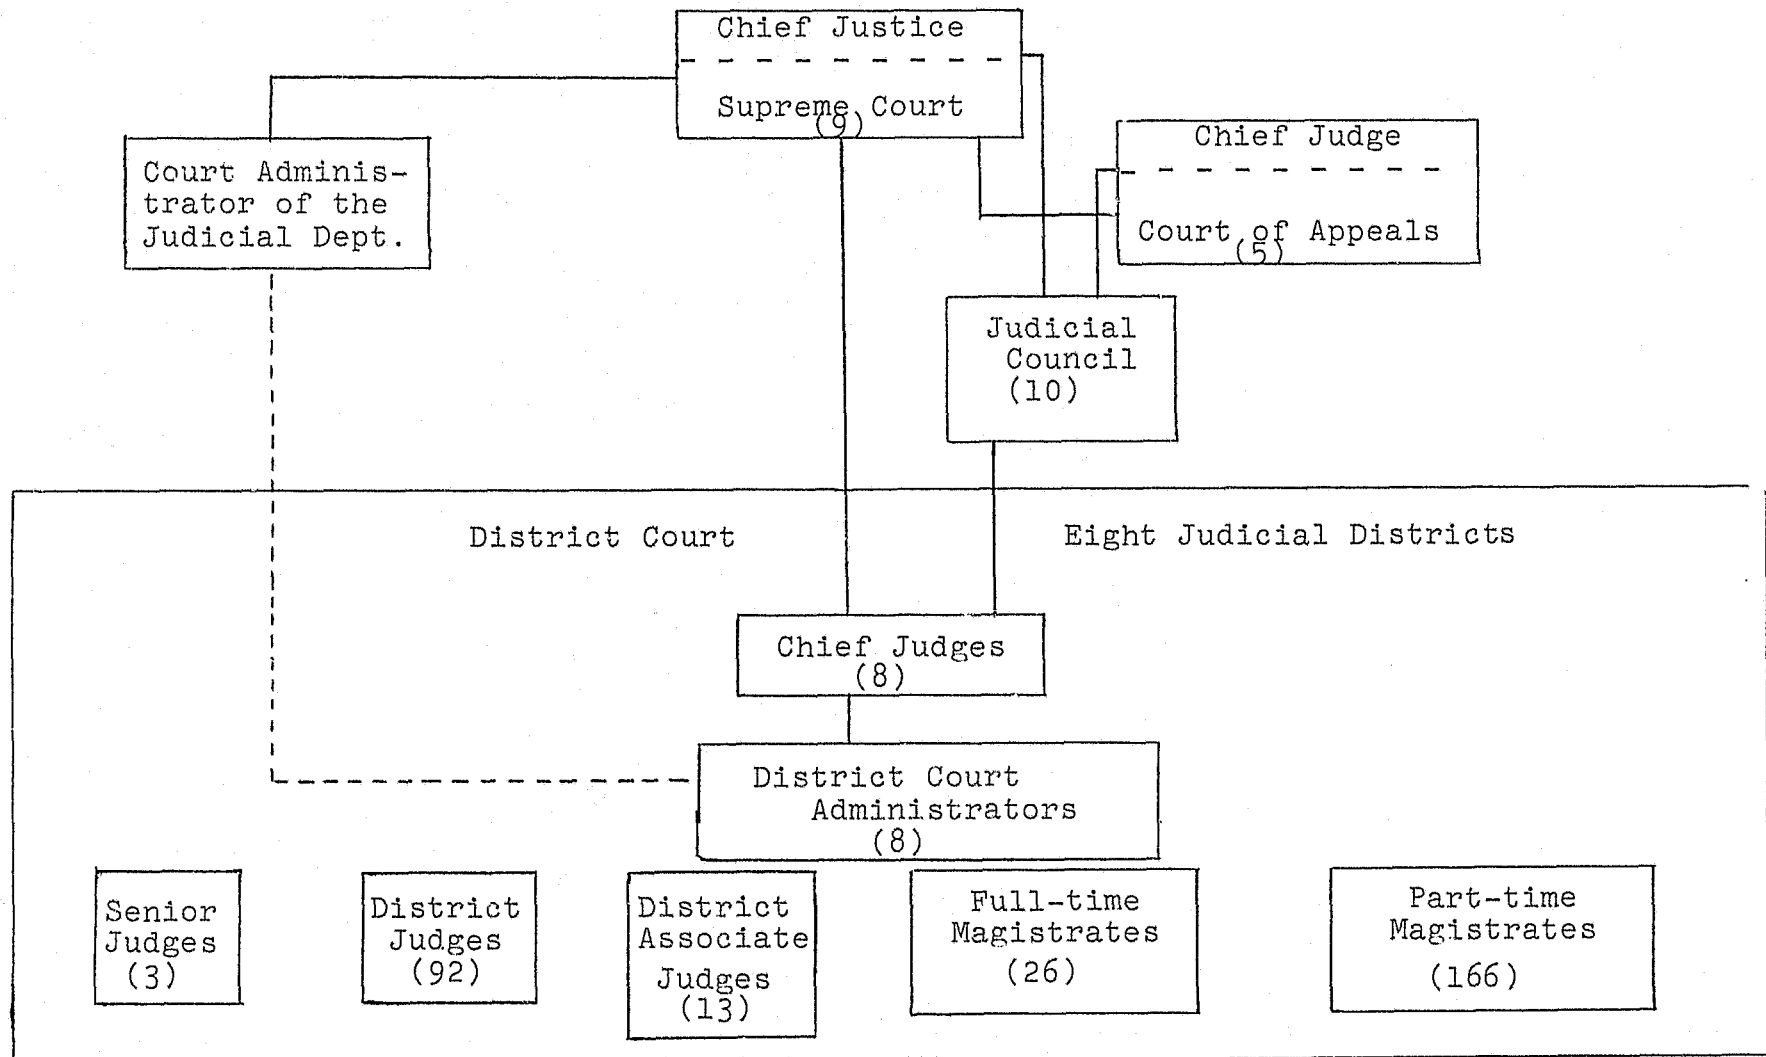 Chief Justice
Supreme Court
(9)
Court Adminis-
trator of the
Judicial Dept.
Chief Judge
Court of Appeals
(5)
Judicial
Council
(10)
District Court
Eight Judicial Districts
Chief Judges
(8)
District Court
Administrators
(8)
Senior
Judges
(3)
District
Judges
(92)
District
Associate
Judges
(13)
Full-time
Magistrates
(26)
Part-time
Magistrates
(166)